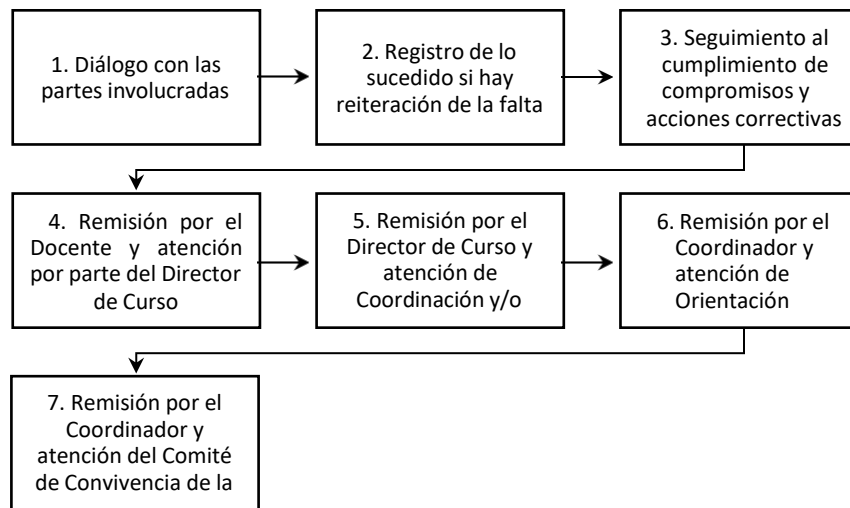 1. Diálogo con las
partes involucradas
2. Registro de lo
sucedido si hay
reiteración de la falta
3. Seguimiento al
cumplimiento de
compromisos y
acciones correctivas
4. Remisión por el
Docente y atención
por parte del Director
de Curso
5. Remisión por el
Director de Curso y
atención de
Coordinación y/o
6. Remisión por el
Coordinador y
atención de
Orientación
7. Remisión por el
Coordinador y
atención del Comité
de Convivencia de la